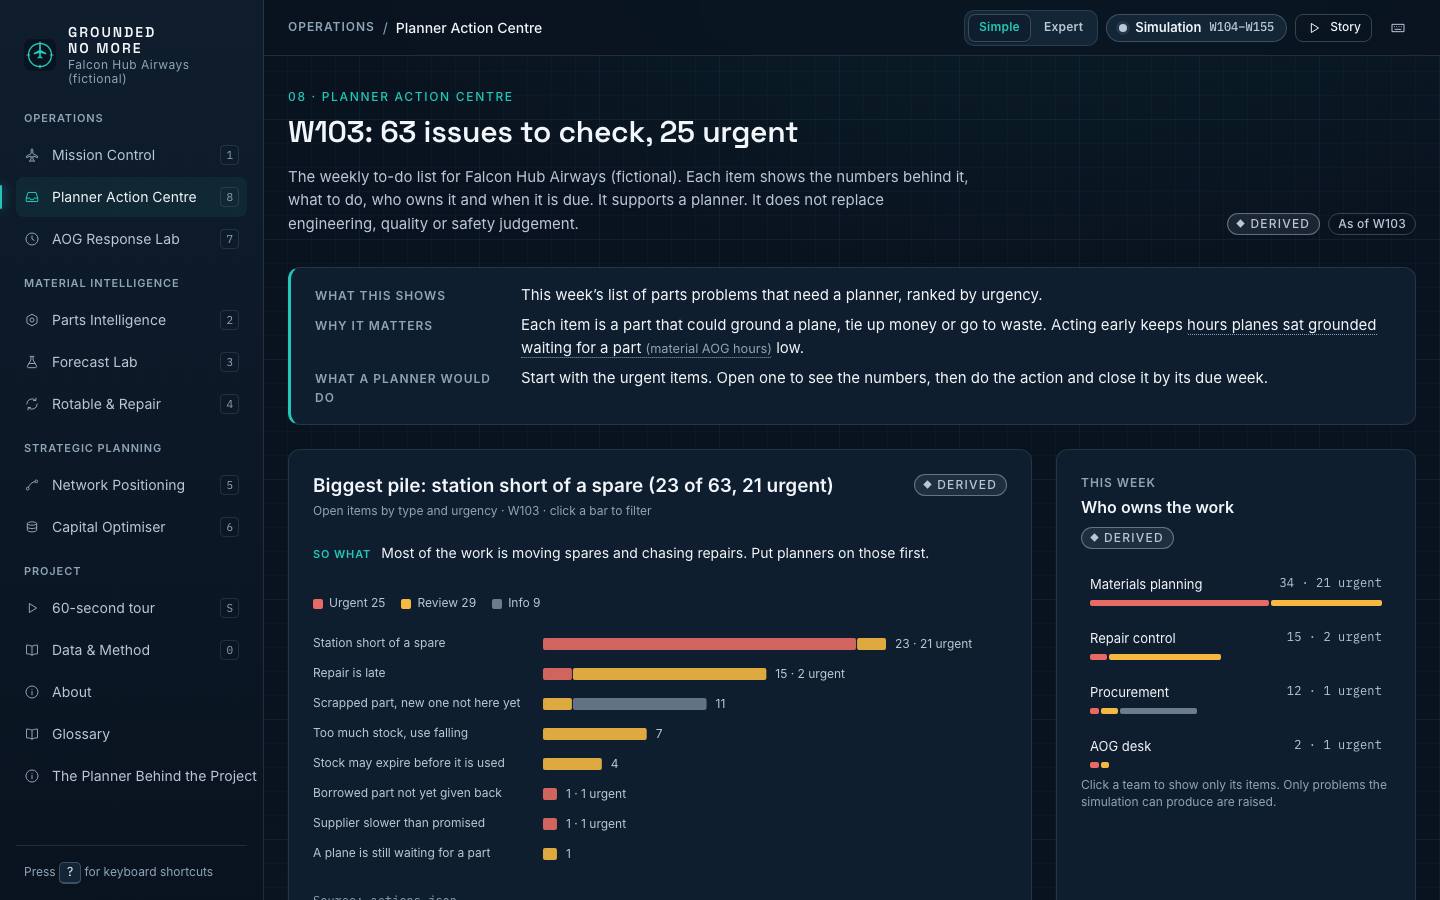 GROUNDED
NO MORE
Falcon Hub Airways
(fictional)
OPERATIONS
Mission Control 1
Planner Action Centre 8
AOG Response Lab 7
MATERIAL INTELLIGENCE
Parts Intelligence 2
Forecast Lab 3
Rotable & Repair 4
STRATEGIC PLANNING
Network Positioning 5
Capital Optimiser 6
PROJECT
60-second tour S
Data & Method 0
About
Glossary
The Planner Behind the Project
Press ? for keyboard shortcuts
OPERATIONS / Planner Action Centre
Simple Expert Simulation W104–W155 Story
08 · PLANNER ACTION CENTRE
W103: 63 issues to check, 25 urgent
The weekly to-do list for Falcon Hub Airways (fictional). Each item shows the numbers behind it,
what to do, who owns it and when it is due. It supports a planner. It does not replace
engineering, quality or safety judgement.
DERIVED As of W103
WHAT THIS SHOWS This week’s list of parts problems that need a planner, ranked by urgency.
WHY IT MATTERS Each item is a part that could ground a plane, tie up money or go to waste. Acting early keeps hours planes sat grounded
waiting for a part (material AOG hours) low.
WHAT A PLANNER WOULD Start with the urgent items. Open one to see the numbers, then do the action and close it by its due week.
DO
Biggest pile: station short of a spare (23 of 63, 21 urgent) DERIVED
Open items by type and urgency · W103 · click a bar to filter
SO WHAT Most of the work is moving spares and chasing repairs. Put planners on those first.
Urgent 25 Review 29 Info 9
Station short of a spare 23 · 21 urgent
Repair is late 15 · 2 urgent
Scrapped part, new one not here yet 11
Too much stock, use falling 7
Stock may expire before it is used 4
Borrowed part not yet given back 1 · 1 urgent
Supplier slower than promised 1 · 1 urgent
A plane is still waiting for a part 1
Source: actions.json
THIS WEEK
Who owns the work
DERIVED
Materials planning 34 · 21 urgent
Repair control 15 · 2 urgent
Procurement 12 · 1 urgent
AOG desk 2 · 1 urgent
Click a team to show only its items. Only problems the
simulation can produce are raised.